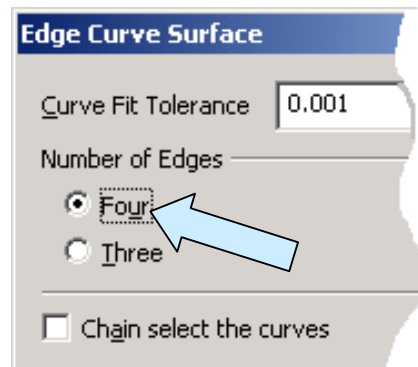 Edge Curve Surface
Curve Fit Tolerance 0.001
Number of Edges
Four
Three
Chain select the curves